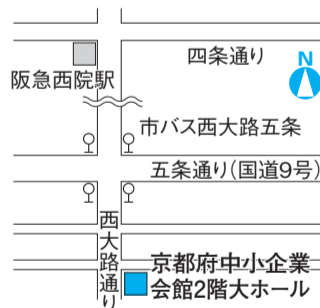 四条通り
N
阪急西院駅
市バス西大路五条
五条通り(国道9号)
西大路通り
京都府中小企業
会館2階大ホール